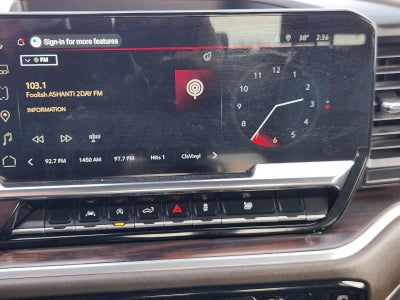 Sign-in for more features
38° 2:36
FM
103.1
Foolish ASHANTI 2DAY FM
INFORMATION
12
11 1
10 2
9 3
8 4
7 5
6
92.7 FM 1450 AM 97.7 FM Hits 1 ClsVinyl